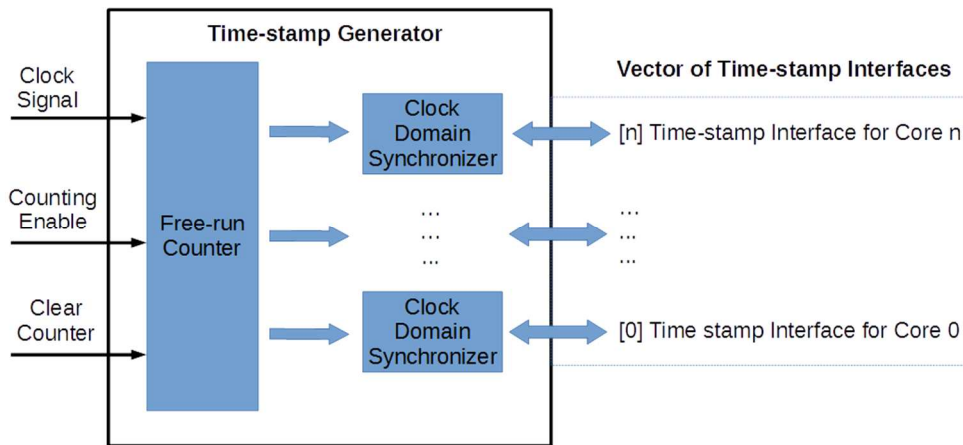 Time-stamp Generator
Vector of Time-stamp Interfaces
Clock
Signal
Counting
Enable
Clear
Counter
Free-run
Counter
Clock
Domain
Synchronizer
...
...
...
Clock
Domain
Synchronizer
[n] Time-stamp Interface for Core n
...
...
...
[0] Time stamp Interface for Core 0